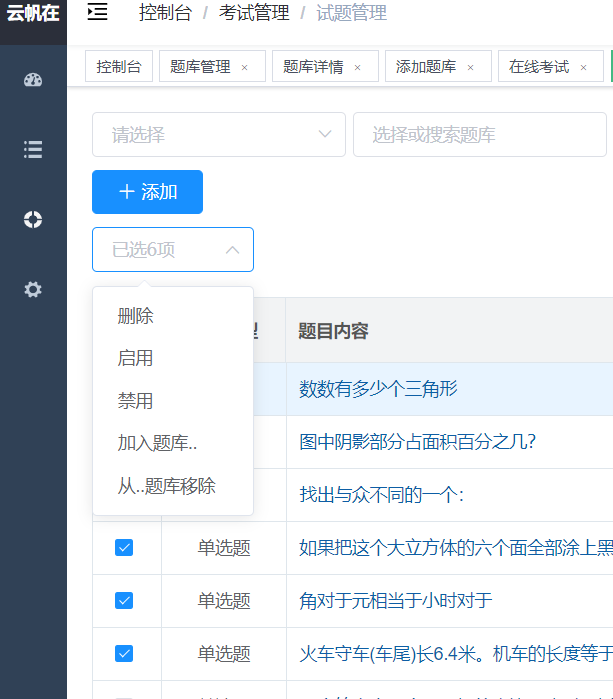 云帆在
控制台 / 考试管理 / 试题管理
控制台 题库管理 × 题库详情 × 添加题库 × 在线考试 ×
请选择 选择或搜索题库
+ 添加
已选6项
删除
启用
禁用
加入题库..
从..题库移除
题目内容
数数有多少个三角形
图中阴影部分占面积百分之几?
找出与众不同的一个:
单选题 如果把这个大立方体的六个面全部涂上黑
单选题 角对于元相当于小时对于
单选题 火车守车(车尾)长6.4米。机车的长度等于